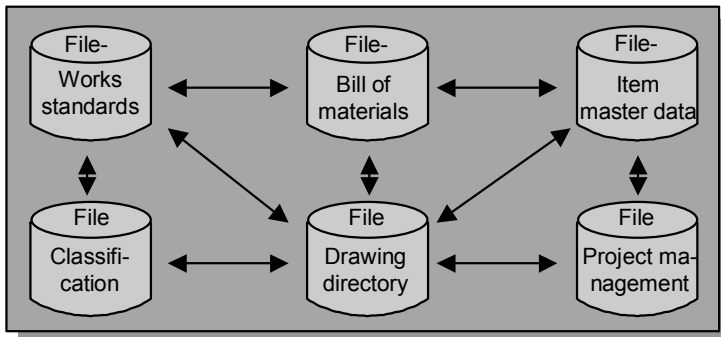 File-
Works
standards
File-
Bill of
materials
File-
Item
master data
File
Classifi-
cation
File
Drawing
directory
File
Project ma-
nagement